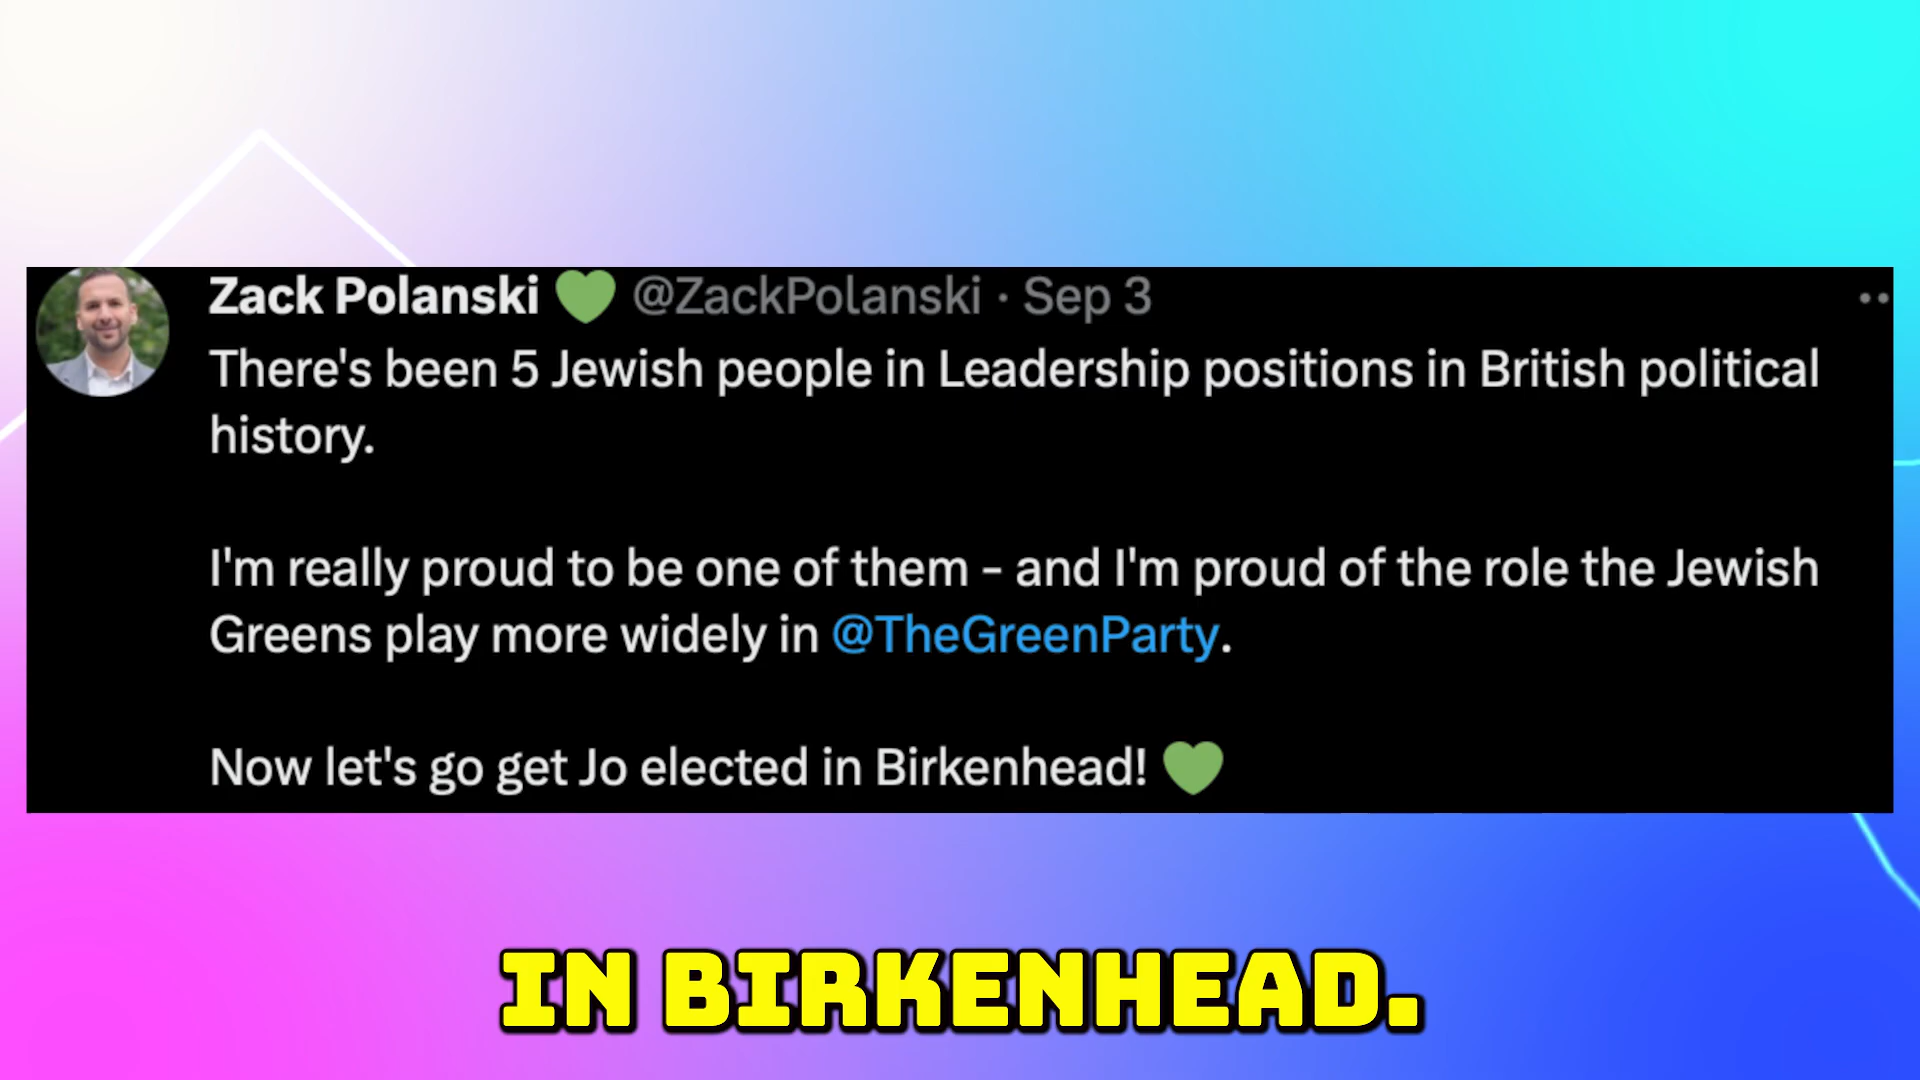 Zack Polanski 💚 @ZackPolanski · Sep 3
There's been 5 Jewish people in Leadership positions in British political
history.
I'm really proud to be one of them - and I'm proud of the role the Jewish
Greens play more widely in @TheGreenParty.
Now let's go get Jo elected in Birkenhead! 💚
IN BIRKENHEAD.